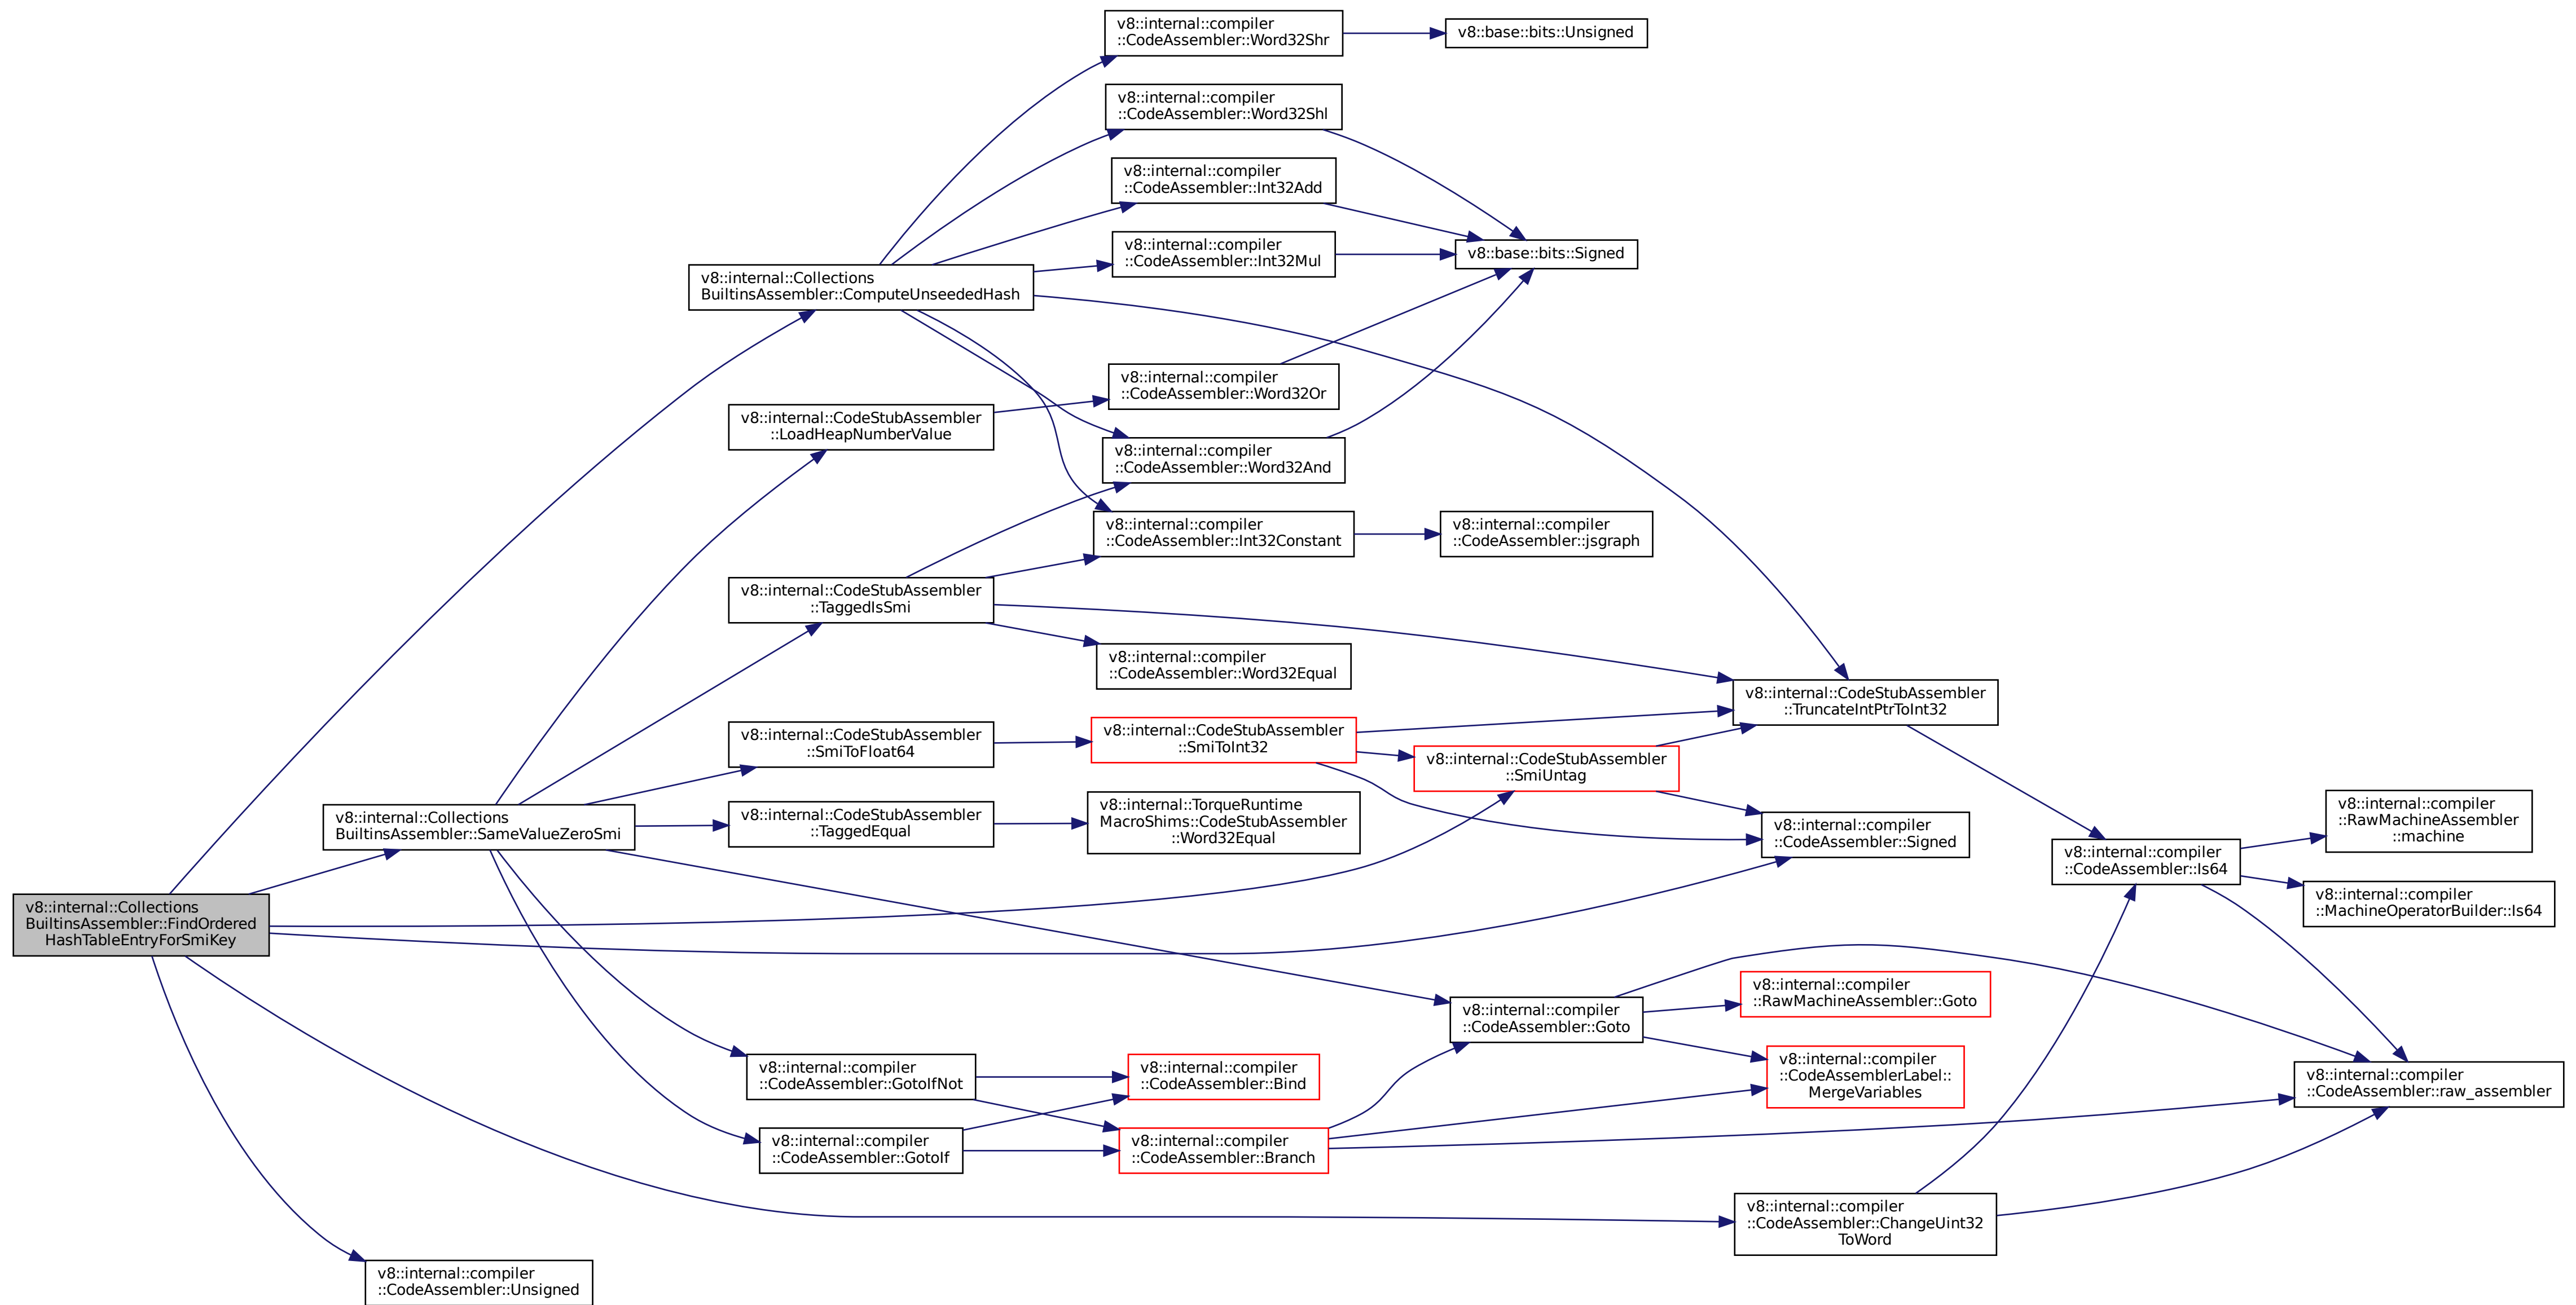 v8::internal::compiler
::CodeAssembler::Word32Shr
v8::base::bits::Unsigned
v8::internal::compiler
::CodeAssembler::Word32Shl
v8::internal::compiler
::CodeAssembler::Int32Add
v8::internal::compiler
::CodeAssembler::Int32Mul
v8::base::bits::Signed
v8::internal::Collections
BuiltinsAssembler::ComputeUnseededHash
v8::internal::compiler
::CodeAssembler::Word32Or
v8::internal::CodeStubAssembler
::LoadHeapNumberValue
v8::internal::compiler
::CodeAssembler::Word32And
v8::internal::compiler
::CodeAssembler::Int32Constant
v8::internal::compiler
::CodeAssembler::jsgraph
v8::internal::CodeStubAssembler
::TaggedIsSmi
v8::internal::compiler
::CodeAssembler::Word32Equal
v8::internal::CodeStubAssembler
::TruncateIntPtrToInt32
v8::internal::CodeStubAssembler
::SmiToFloat64
v8::internal::CodeStubAssembler
::SmiToInt32
v8::internal::CodeStubAssembler
::SmiUntag
v8::internal::Collections
BuiltinsAssembler::SameValueZeroSmi
v8::internal::CodeStubAssembler
::TaggedEqual
v8::internal::TorqueRuntime
MacroShims::CodeStubAssembler
::Word32Equal
v8::internal::compiler
::CodeAssembler::Signed
v8::internal::compiler
::CodeAssembler::Is64
v8::internal::compiler
::RawMachineAssembler
::machine
v8::internal::compiler
::MachineOperatorBuilder::Is64
v8::internal::Collections
BuiltinsAssembler::FindOrdered
HashTableEntryForSmiKey
v8::internal::compiler
::CodeAssembler::Goto
v8::internal::compiler
::RawMachineAssembler::Goto
v8::internal::compiler
::CodeAssemblerLabel::
MergeVariables
v8::internal::compiler
::CodeAssembler::raw_assembler
v8::internal::compiler
::CodeAssembler::GotoIfNot
v8::internal::compiler
::CodeAssembler::Bind
v8::internal::compiler
::CodeAssembler::GotoIf
v8::internal::compiler
::CodeAssembler::Branch
v8::internal::compiler
::CodeAssembler::ChangeUint32
ToWord
v8::internal::compiler
::CodeAssembler::Unsigned